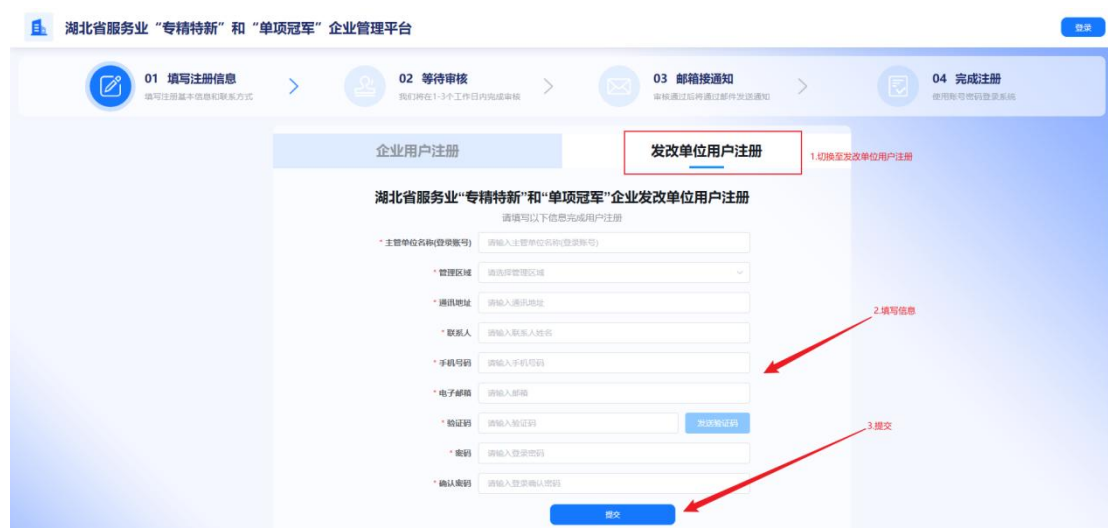 湖北省服务业“专精特新”和“单项冠军”企业管理平台
登录
01 填写注册信息
填写注册基本信息和联系方式
02 等待审核
我们将在1-3个工作日内完成审核
03 邮箱接通知
审核通过后将通过邮件发送通知
04 完成注册
使用账号密码登录系统
企业用户注册
发改单位用户注册
1.切换至发改单位用户注册
湖北省服务业“专精特新”和“单项冠军”企业发改单位用户注册
请填写以下信息完成用户注册
* 主管单位名称(登录账号) 请输入主管单位名称(登录账号)
* 管理区域 请选择管理区域
* 通讯地址 请输入通讯地址
2.填写信息
* 联系人 请输入联系人姓名
* 手机号码 请输入手机号码
* 电子邮箱 请输入邮箱
* 验证码 请输入验证码 发送验证码
3.提交
* 密码 请输入登录密码
* 确认密码 请输入登录确认密码
提交